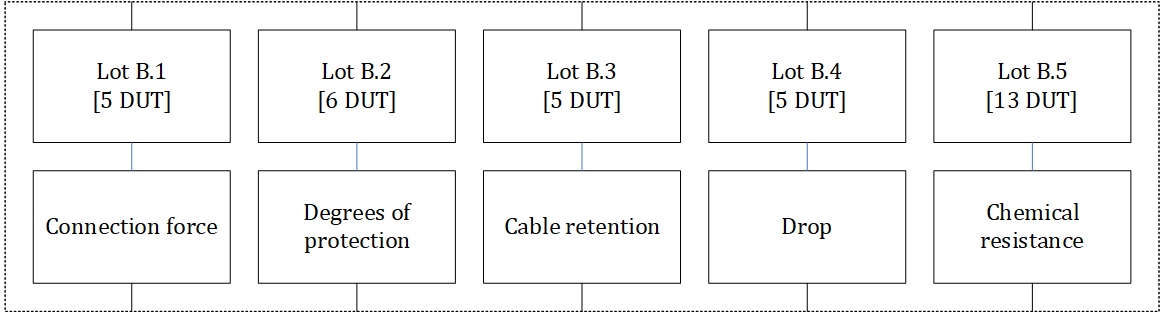 Lot B.1
[5 DUT]
Lot B.2
[6 DUT]
Lot B.3
[5 DUT]
Lot B.4
[5 DUT]
Lot B.5
[13 DUT]
Connection force
Degrees of
protection
Cable retention
Drop
Chemical
resistance